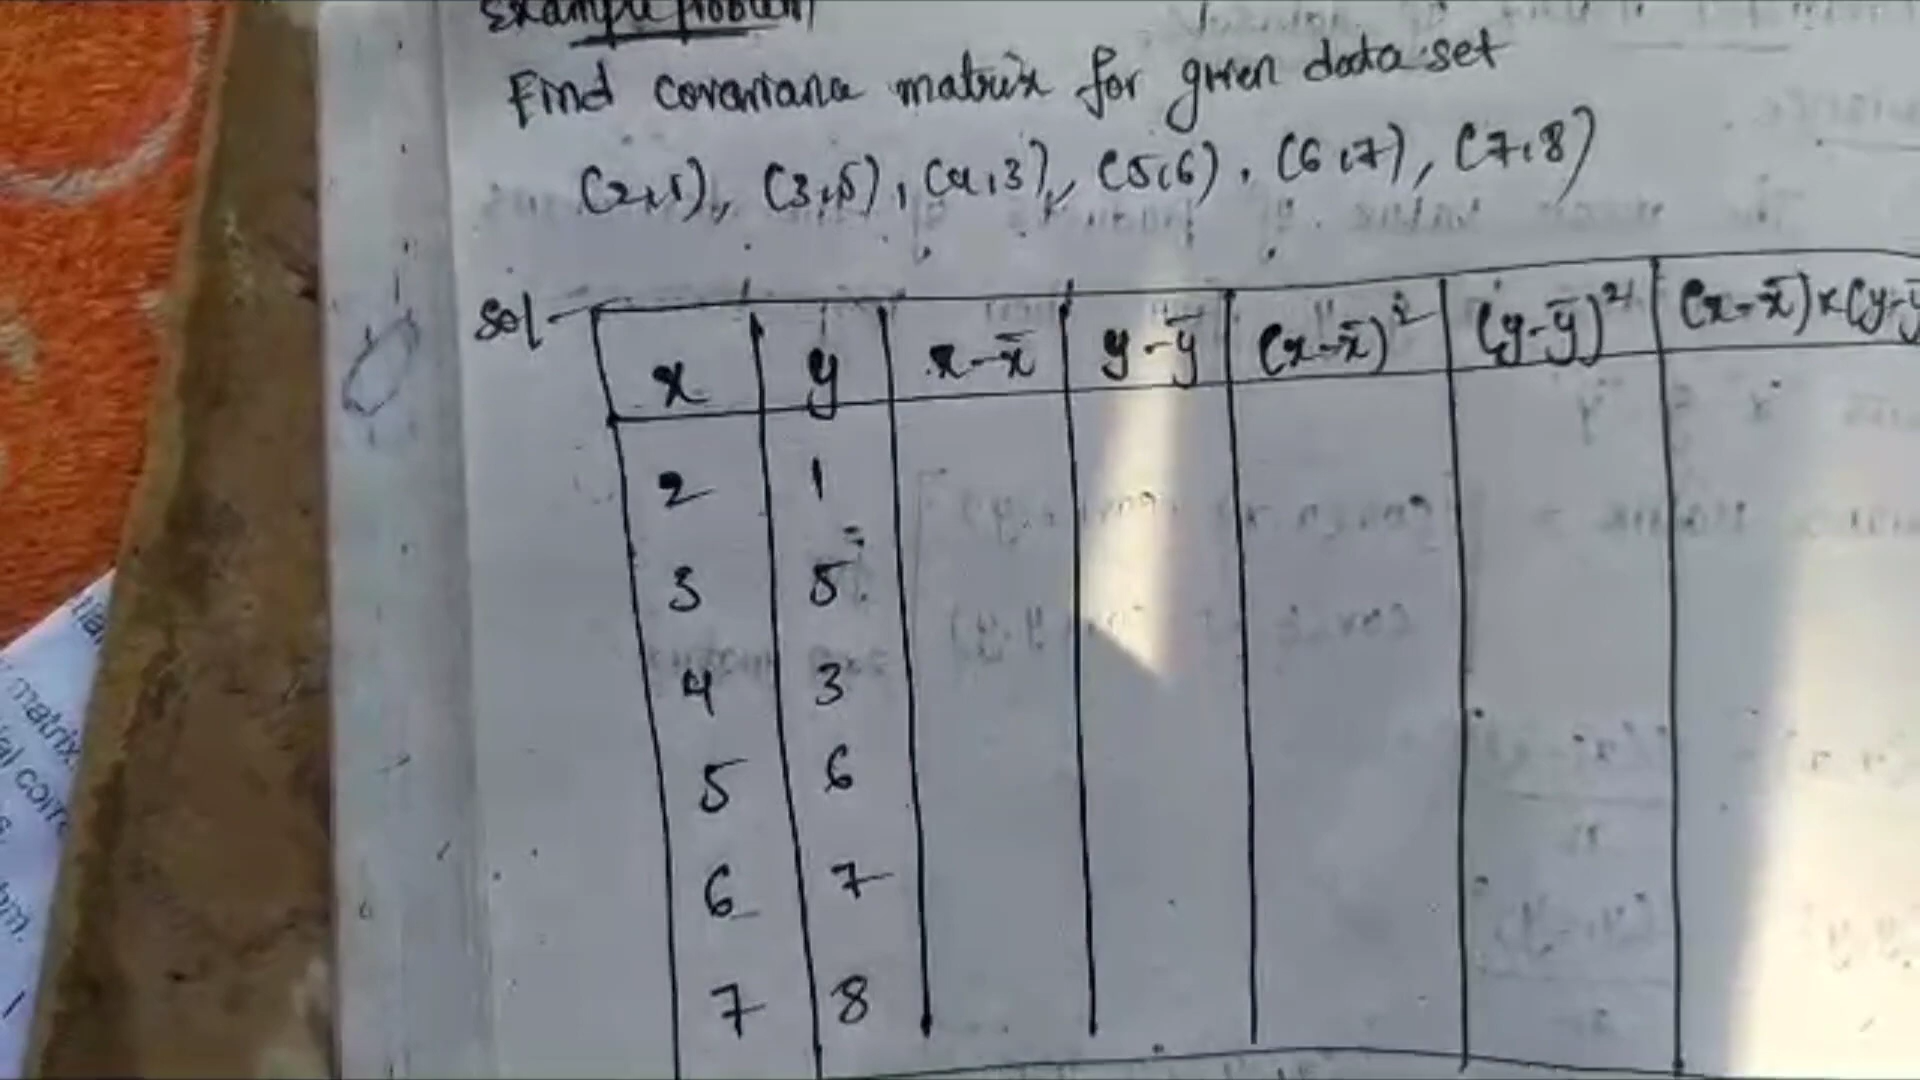 Example problem
Find covariana matrix for given data set
(2,1), (3,5), (4,3), (5,6), (6,7), (7,8)
Sol-
x y x-x̄ y-ȳ (x-x̄)² (y-ȳ)² (x-x̄)×(y-ȳ
2 1
3 5
4 3
5 6
6 7
7 8
matrix